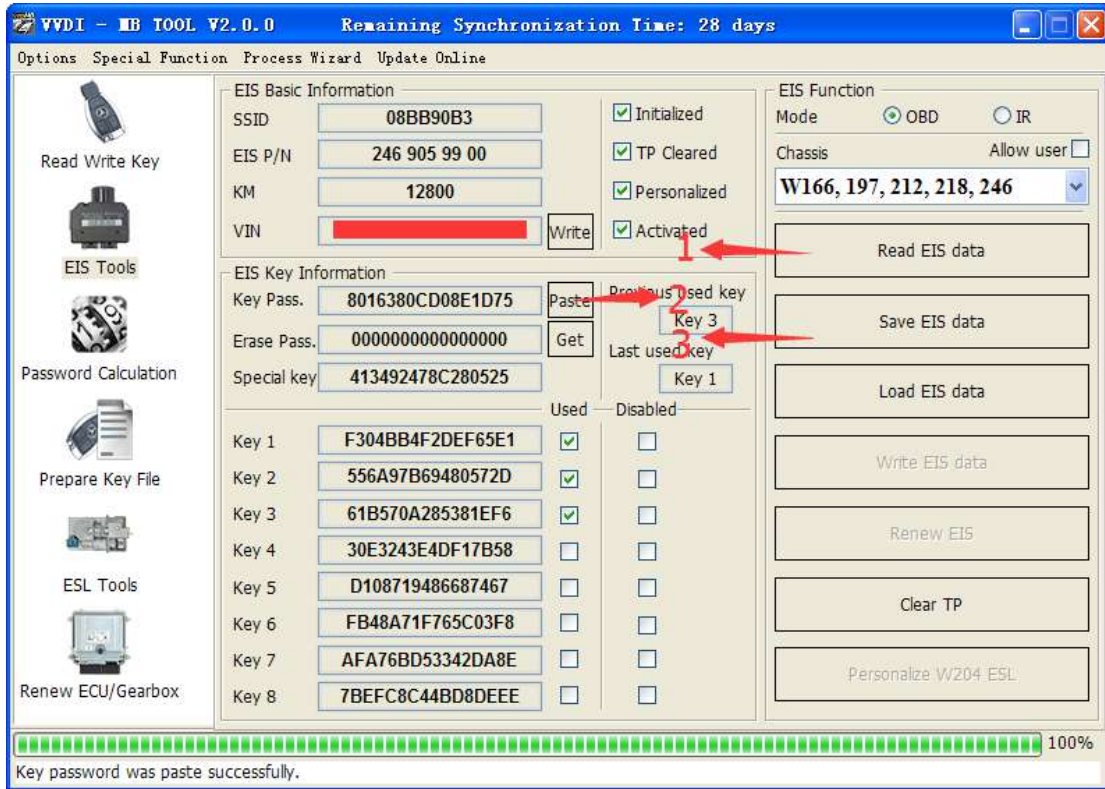 VVDI - MB TOOL V2.0.0 Remaining Synchronization Time: 28 days
Options Special Function Process Wizard Update Online
Read Write Key
EIS Tools
Password Calculation
Prepare Key File
ESL Tools
Renew ECU/Gearbox
EIS Basic Information
SSID 08BB90B3
EIS P/N 246 905 99 00
KM 12800
VIN Write
Initialized
TP Cleared
Personalized
Activated
EIS Key Information
Key Pass. 8016380CD08E1D75 Paste
Erase Pass. 0000000000000000 Get
Special key 413492478C280525
Previous used key
Key 3
Last used key
Key 1
Used Disabled
Key 1 F304BB4F2DEF65E1
Key 2 556A97B69480572D
Key 3 61B570A285381EF6
Key 4 30E3243E4DF17B58
Key 5 D108719486687467
Key 6 FB48A71F765C03F8
Key 7 AFA76BD53342DA8E
Key 8 7BEFC8C44BD8DEEE
1
2
3
EIS Function
Mode OBD IR
Chassis Allow user
W166, 197, 212, 218, 246
Read EIS data
Save EIS data
Load EIS data
Write EIS data
Renew EIS
Clear TP
Personalize W204 ESL
100%
Key password was paste successfully.